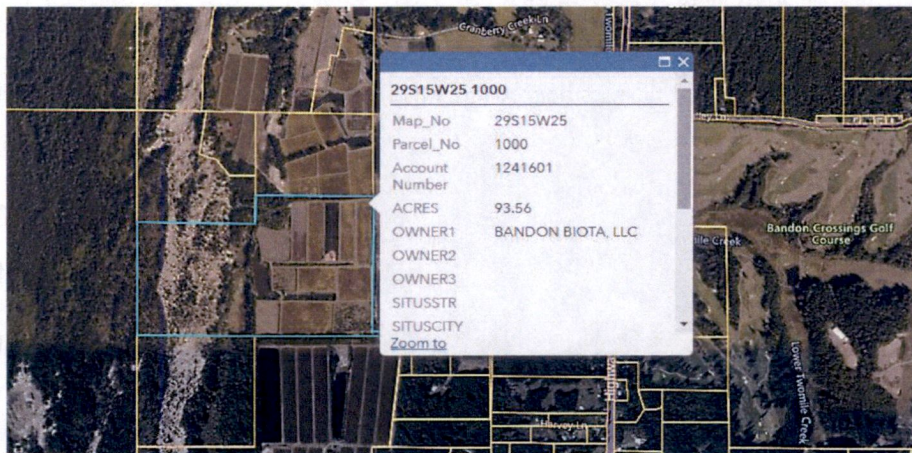 Cranberry Creek Ln
29S15W25 1000
Map_No 29S15W25
Parcel_No 1000
Account Number 1241601
ACRES 93.56
OWNER1 BANDON BIOTA, LLC
OWNER2
OWNER3
SITUSSTR
SITUSCITY
Zoom to
Bandon Crossings Golf
Course
Creek
Lower Twomile Creek
Harvey Ln